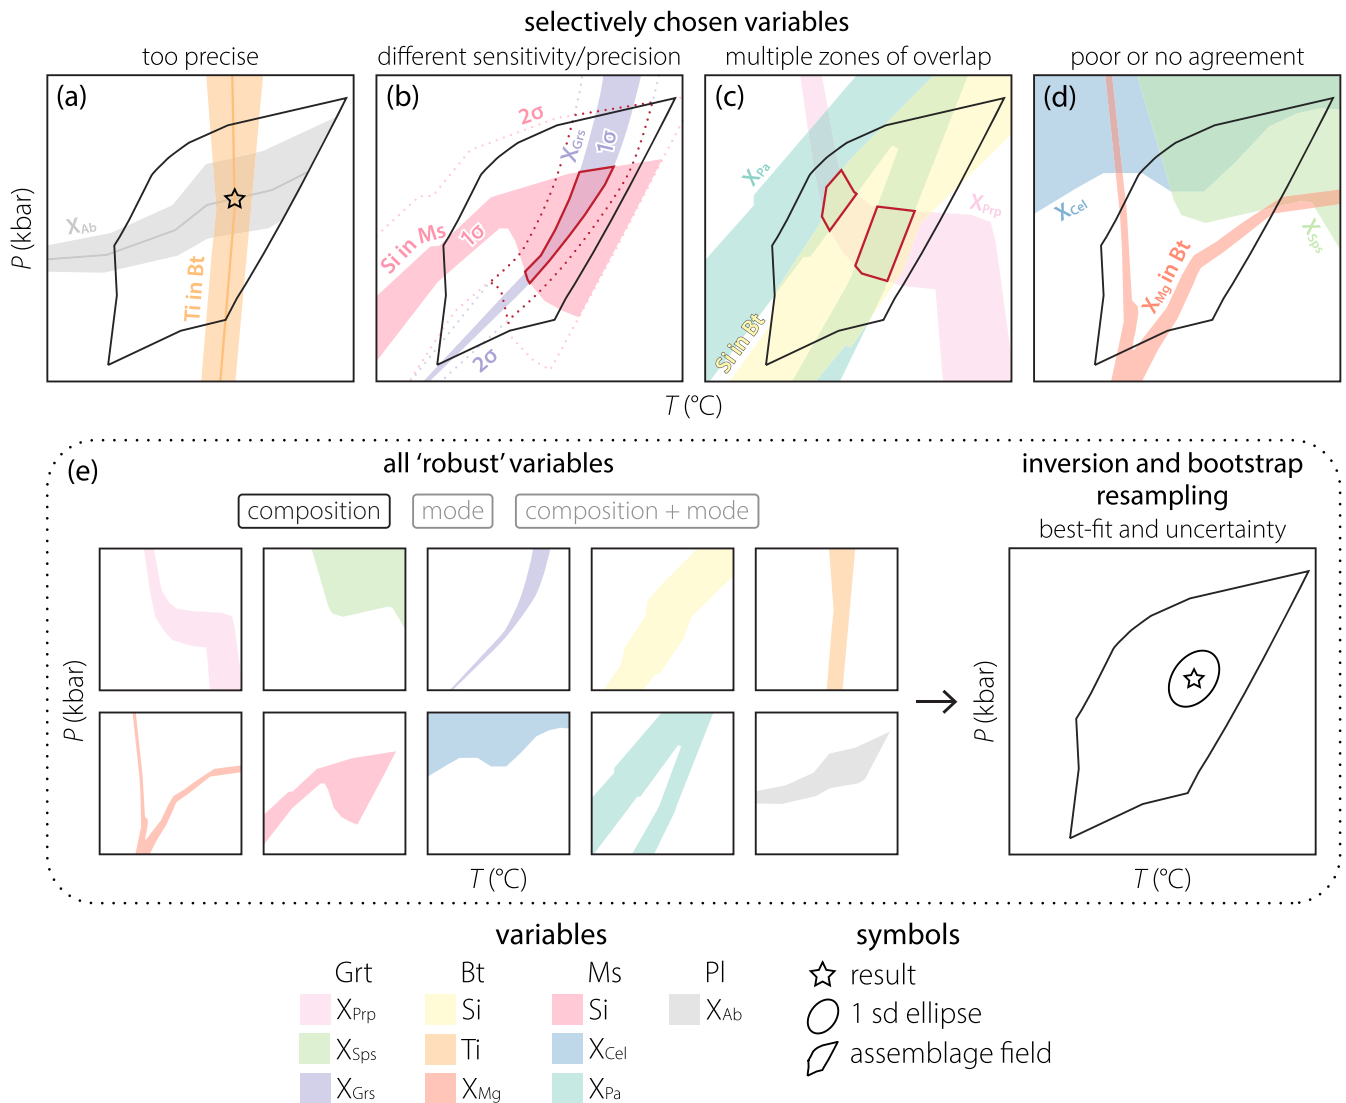 selectively chosen variables
too precise
different sensitivity/precision
multiple zones of overlap
poor or no agreement
(a)
(b)
(c)
(d)
P (kbar)
XAb
Ti in Bt
2σ
XGrs
1σ
Si in Ms
1σ
2σ
XPa
XPrp
Si in Bt
XCel
XMg in Bt
XSps
T (°C)
(e)
all ‘robust’ variables
composition
mode
composition + mode
inversion and bootstrap
resampling
best-fit and uncertainty
P (kbar)
P (kbar)
T (°C)
T (°C)
variables
symbols
Grt
Bt
Ms
Pl
XPrp
Si
Si
XAb
XSps
Ti
XCel
XGrs
XMg
XPa
result
1 sd ellipse
assemblage field